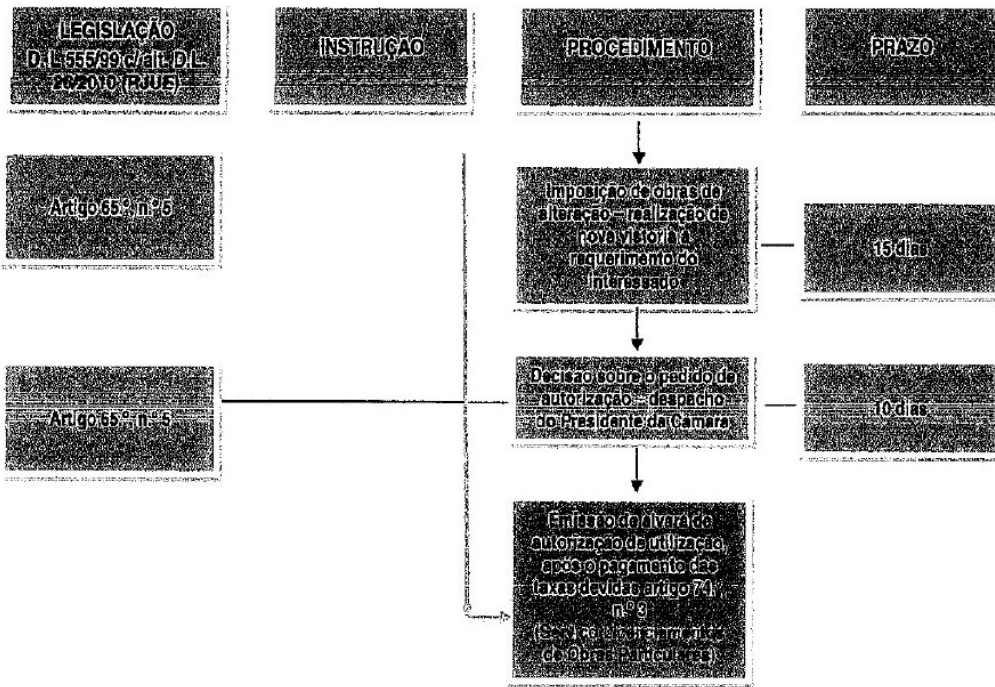 LEGISLAÇÃO
D. L. 555/99 c/ alt. D.L.
26/2010 (RJUE)
INSTRUÇÃO
PROCEDIMENTO
PRAZO
Artigo 65.º, n.º 5
Imposição de obras de
alteração – realização de
nova vistoria a
requerimento do
interessado
15 dias
Artigo 65.º, n.º 5
Decisão sobre o pedido de
autorização – despacho
do Presidente da Câmara
10 dias
Emissão de alvará de
autorização de utilização,
após o pagamento das
taxas devidas artigo 74.º,
n.º 3
de Obras Particulares)